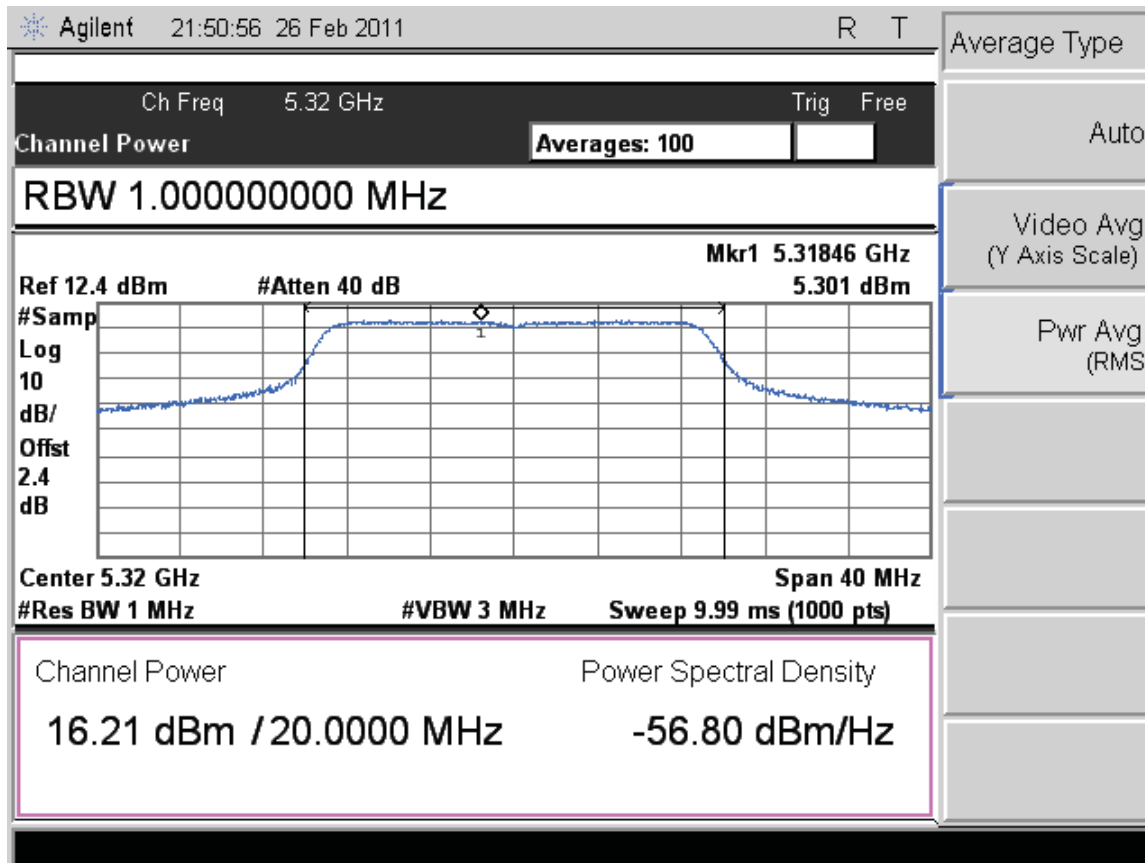 Agilent 21:50:56 26 Feb 2011 R T
Average Type
Ch Freq 5.32 GHz Trig Free
Channel Power Averages: 100
Auto
RBW 1.000000000 MHz
Video Avg
(Y Axis Scale)
Mkr1 5.31846 GHz
Ref 12.4 dBm #Atten 40 dB 5.301 dBm
#Samp
Log
10
dB/
Offst
2.4
dB
1
Pwr Avg
(RMS
Center 5.32 GHz Span 40 MHz
#Res BW 1 MHz #VBW 3 MHz Sweep 9.99 ms (1000 pts)
Channel Power Power Spectral Density
16.21 dBm / 20.0000 MHz -56.80 dBm/Hz